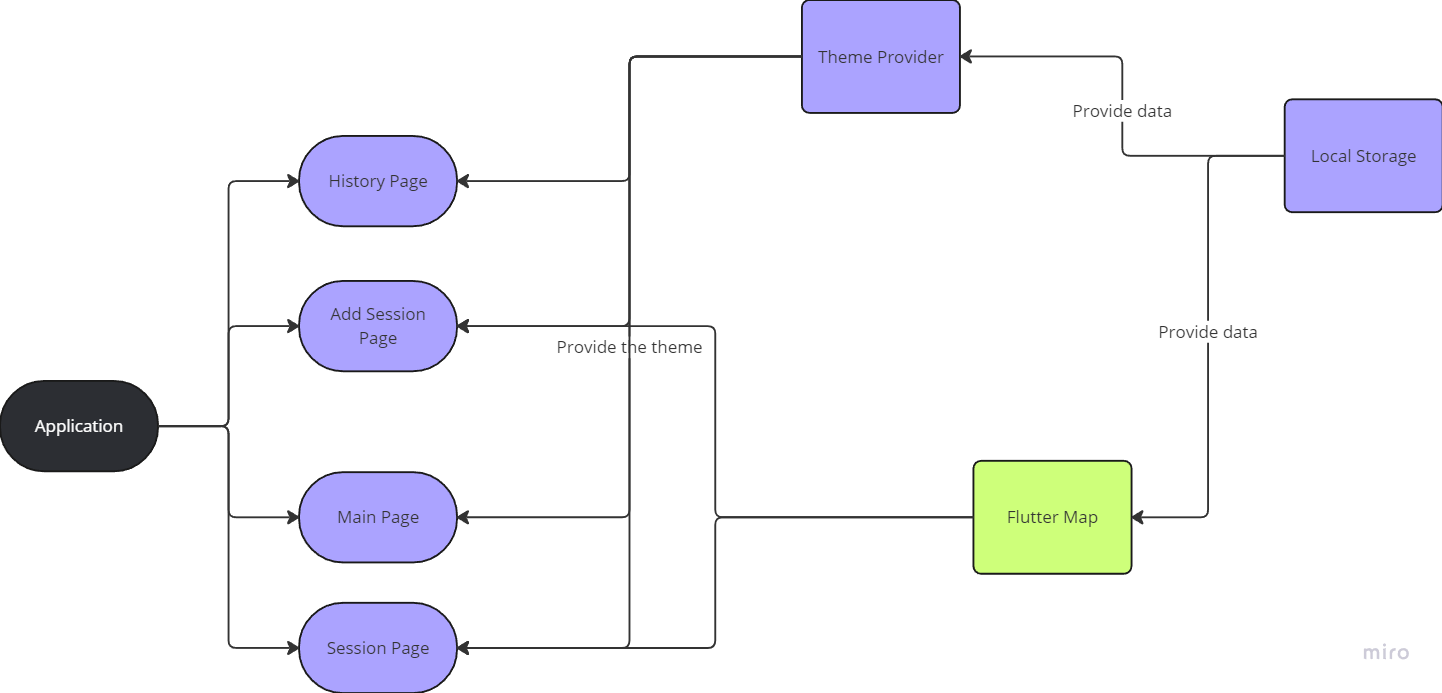 Theme Provider
Provide data
Local Storage
History Page
Add Session
Page
Provide the theme
Provide data
Application
Main Page
Flutter Map
Session Page
miro